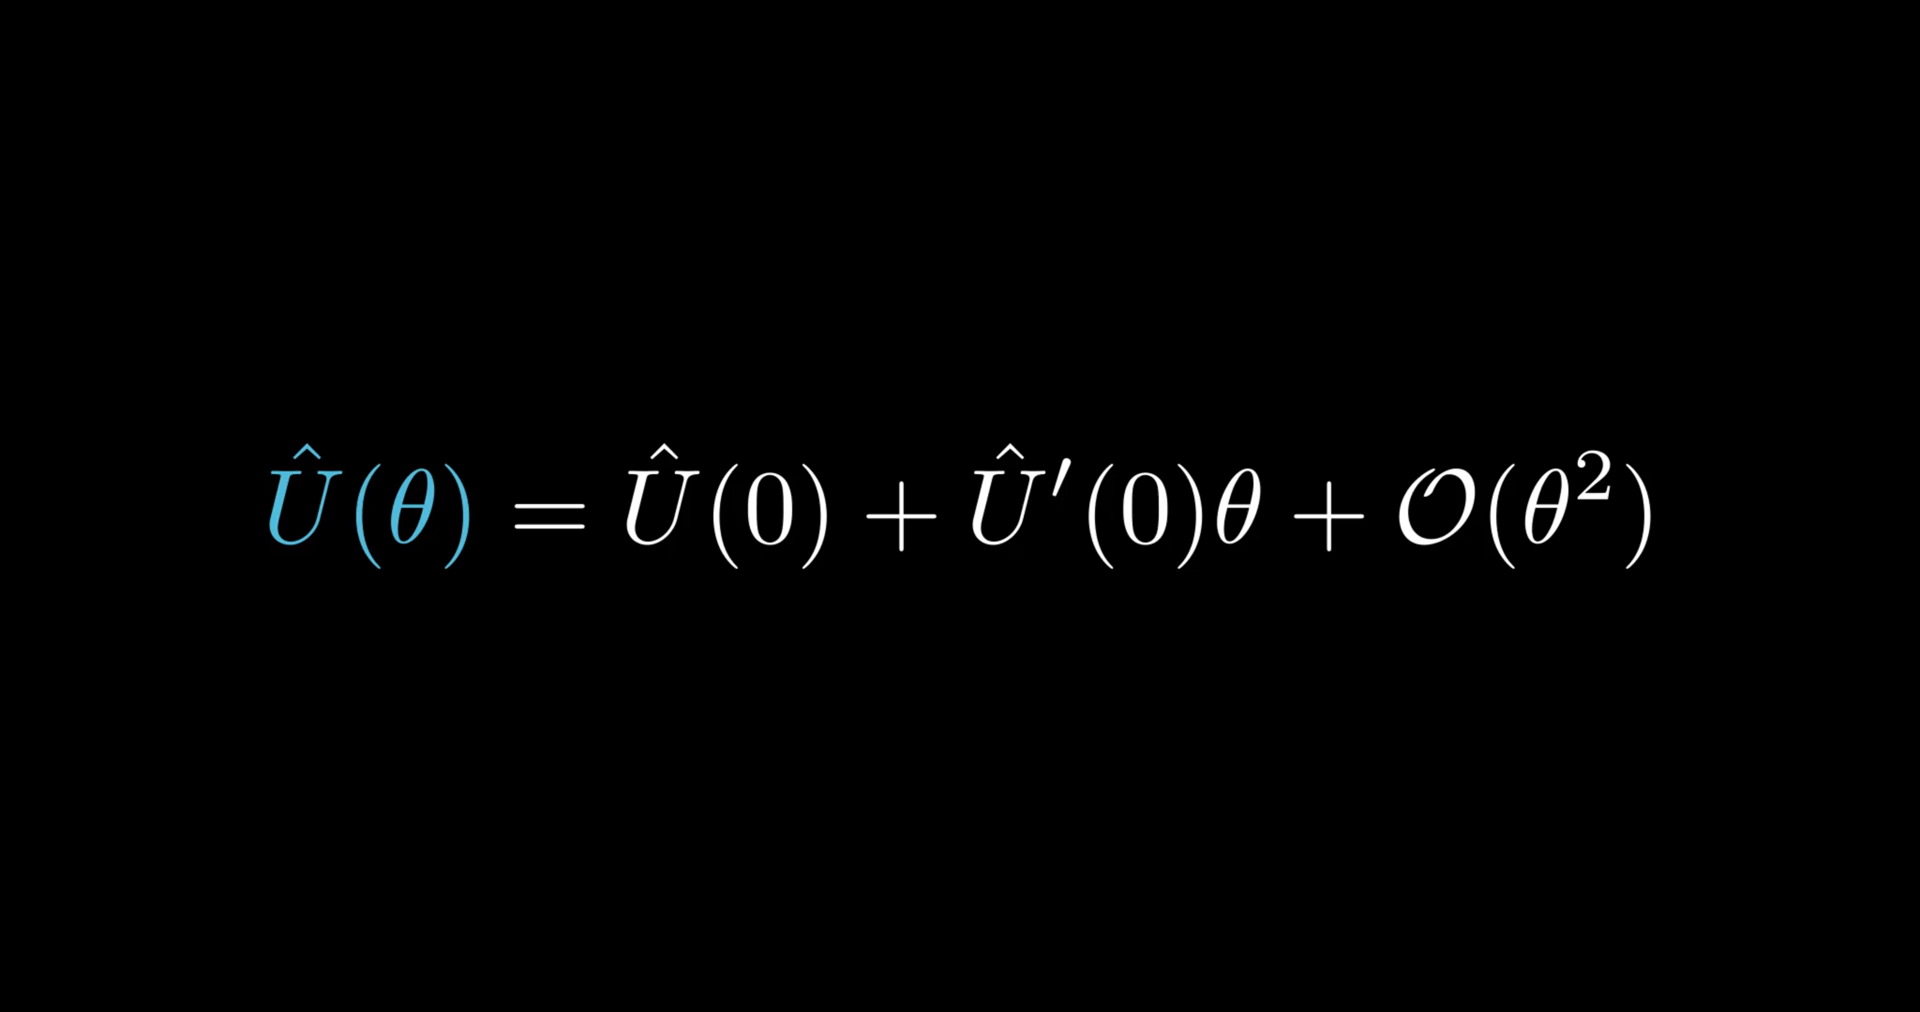 Û(θ) = Û(0) + Û′(0)θ + 𝒪(θ²)